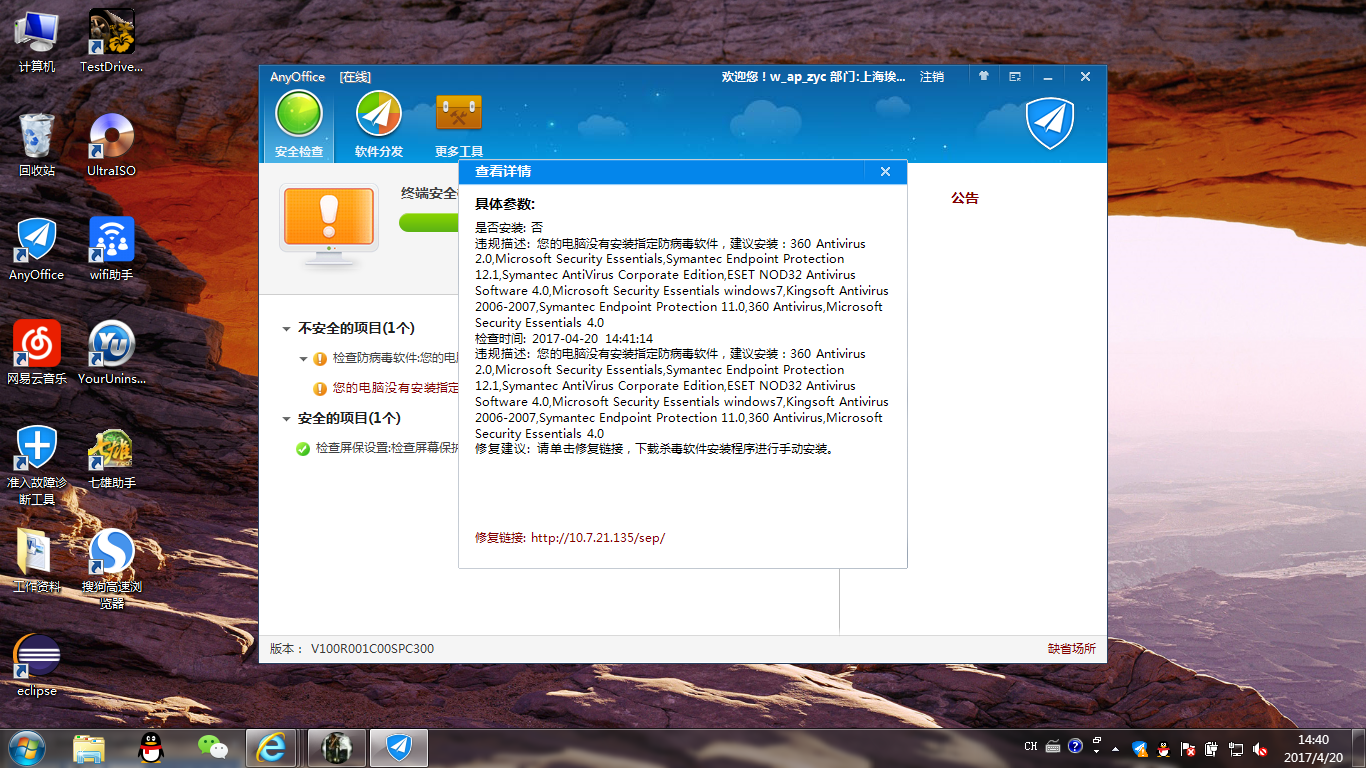 计算机
TestDrive...
回收站
UltraISO
AnyOffice
wifi助手
网易云音乐
YourUnins...
准入故障诊
断工具
七雄助手
工作资料
搜狗高速浏
览器
eclipse
AnyOffice [在线]
欢迎您！w_ap_zyc 部门:上海埃... 注销
安全检查
软件分发
更多工具
终端安全
不安全的项目(1个)
检查防病毒软件:您的电
您的电脑没有安装指定
安全的项目(1个)
检查屏保设置:检查屏幕保护
查看详情
具体参数:
是否安装: 否
违规描述: 您的电脑没有安装指定防病毒软件，建议安装：360 Antivirus
2.0,Microsoft Security Essentials,Symantec Endpoint Protection
12.1,Symantec AntiVirus Corporate Edition,ESET NOD32 Antivirus
Software 4.0,Microsoft Security Essentials windows7,Kingsoft Antivirus
2006-2007,Symantec Endpoint Protection 11.0,360 Antivirus,Microsoft
Security Essentials 4.0
检查时间: 2017-04-20 14:41:14
违规描述: 您的电脑没有安装指定防病毒软件，建议安装：360 Antivirus
2.0,Microsoft Security Essentials,Symantec Endpoint Protection
12.1,Symantec AntiVirus Corporate Edition,ESET NOD32 Antivirus
Software 4.0,Microsoft Security Essentials windows7,Kingsoft Antivirus
2006-2007,Symantec Endpoint Protection 11.0,360 Antivirus,Microsoft
Security Essentials 4.0
修复建议: 请单击修复链接，下载杀毒软件安装程序进行手动安装。
修复链接: http://10.7.21.135/sep/
公告
版本： V100R001C00SPC300
缺省场所
CH
14:40
2017/4/20